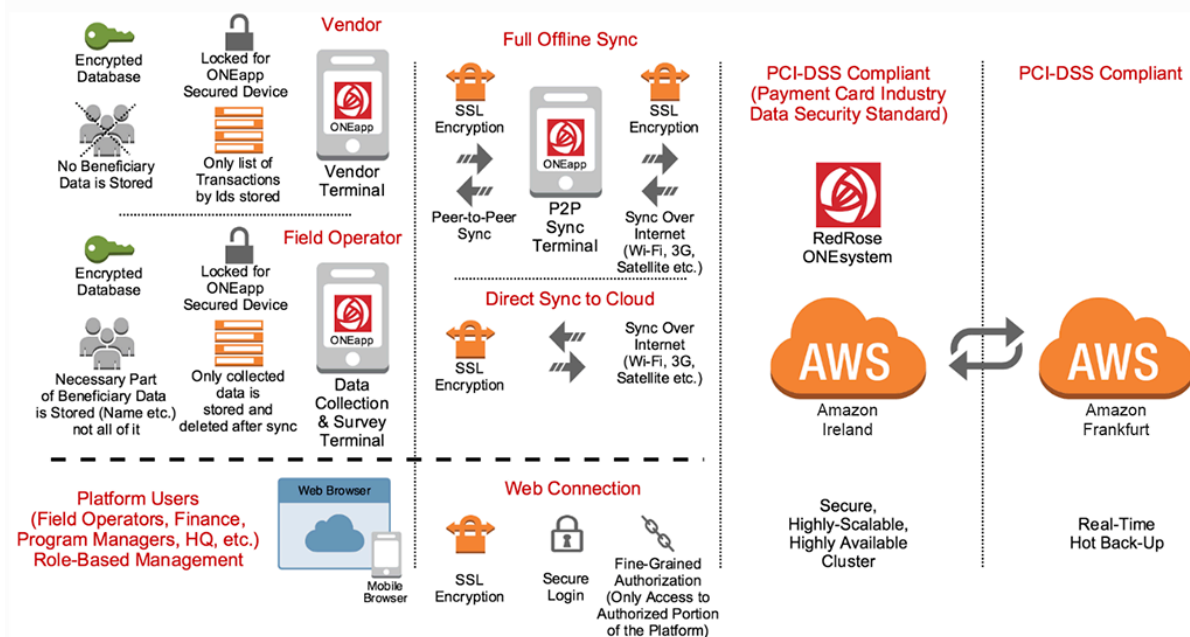 Vendor
Encrypted
Database
Locked for
ONEapp
Secured Device
No Beneficiary
Data is Stored
Only list of
Transactions
by Ids stored
ONEapp
Vendor
Terminal
Field Operator
Encrypted
Database
Locked for
ONEapp
Secured Device
Necessary Part
of Beneficiary Data
is Stored (Name etc.)
not all of it
Only collected
data is
stored and
deleted after sync
ONEapp
Data
Collection
& Survey
Terminal
Platform Users
(Field Operators, Finance,
Program Managers, HQ, etc.)
Role-Based Management
Web Browser
Mobile
Browser
Full Offline Sync
SSL
Encryption
Peer-to-Peer
Sync
ONEapp
P2P
Sync
Terminal
SSL
Encryption
Sync Over
Internet
(Wi-Fi, 3G,
Satellite etc.)
Direct Sync to Cloud
SSL
Encryption
Sync Over
Internet
(Wi-Fi, 3G,
Satellite etc.)
Web Connection
SSL
Encryption
Secure
Login
Fine-Grained
Authorization
(Only Access to
Authorized Portion
of the Platform)
PCI-DSS Compliant
(Payment Card Industry
Data Security Standard)
RedRose
ONEsystem
AWS
Amazon
Ireland
Secure,
Highly-Scalable,
Highly Available
Cluster
PCI-DSS Compliant
AWS
Amazon
Frankfurt
Real-Time
Hot Back-Up